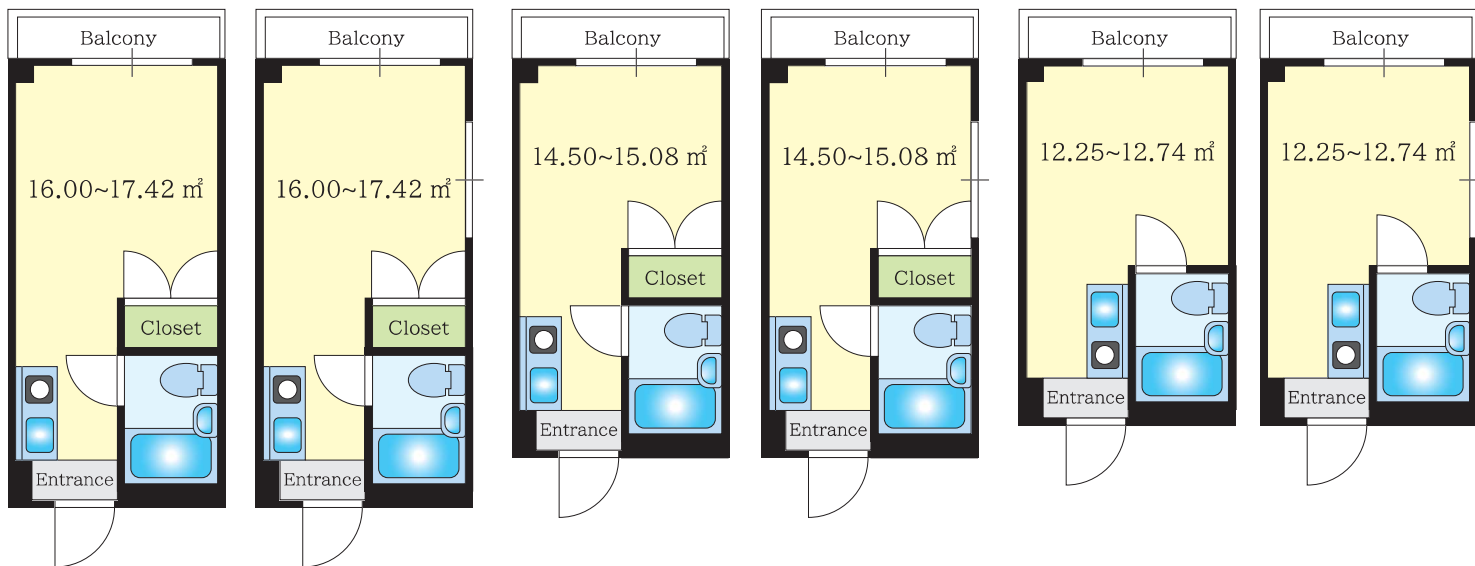 Balcony
16.00~17.42 ㎡
Closet
Entrance
Balcony
16.00~17.42 ㎡
Closet
Entrance
Balcony
14.50~15.08 ㎡
Closet
Entrance
Balcony
14.50~15.08 ㎡
Closet
Entrance
Balcony
12.25~12.74 ㎡
Entrance
Balcony
12.25~12.74 ㎡
Entrance